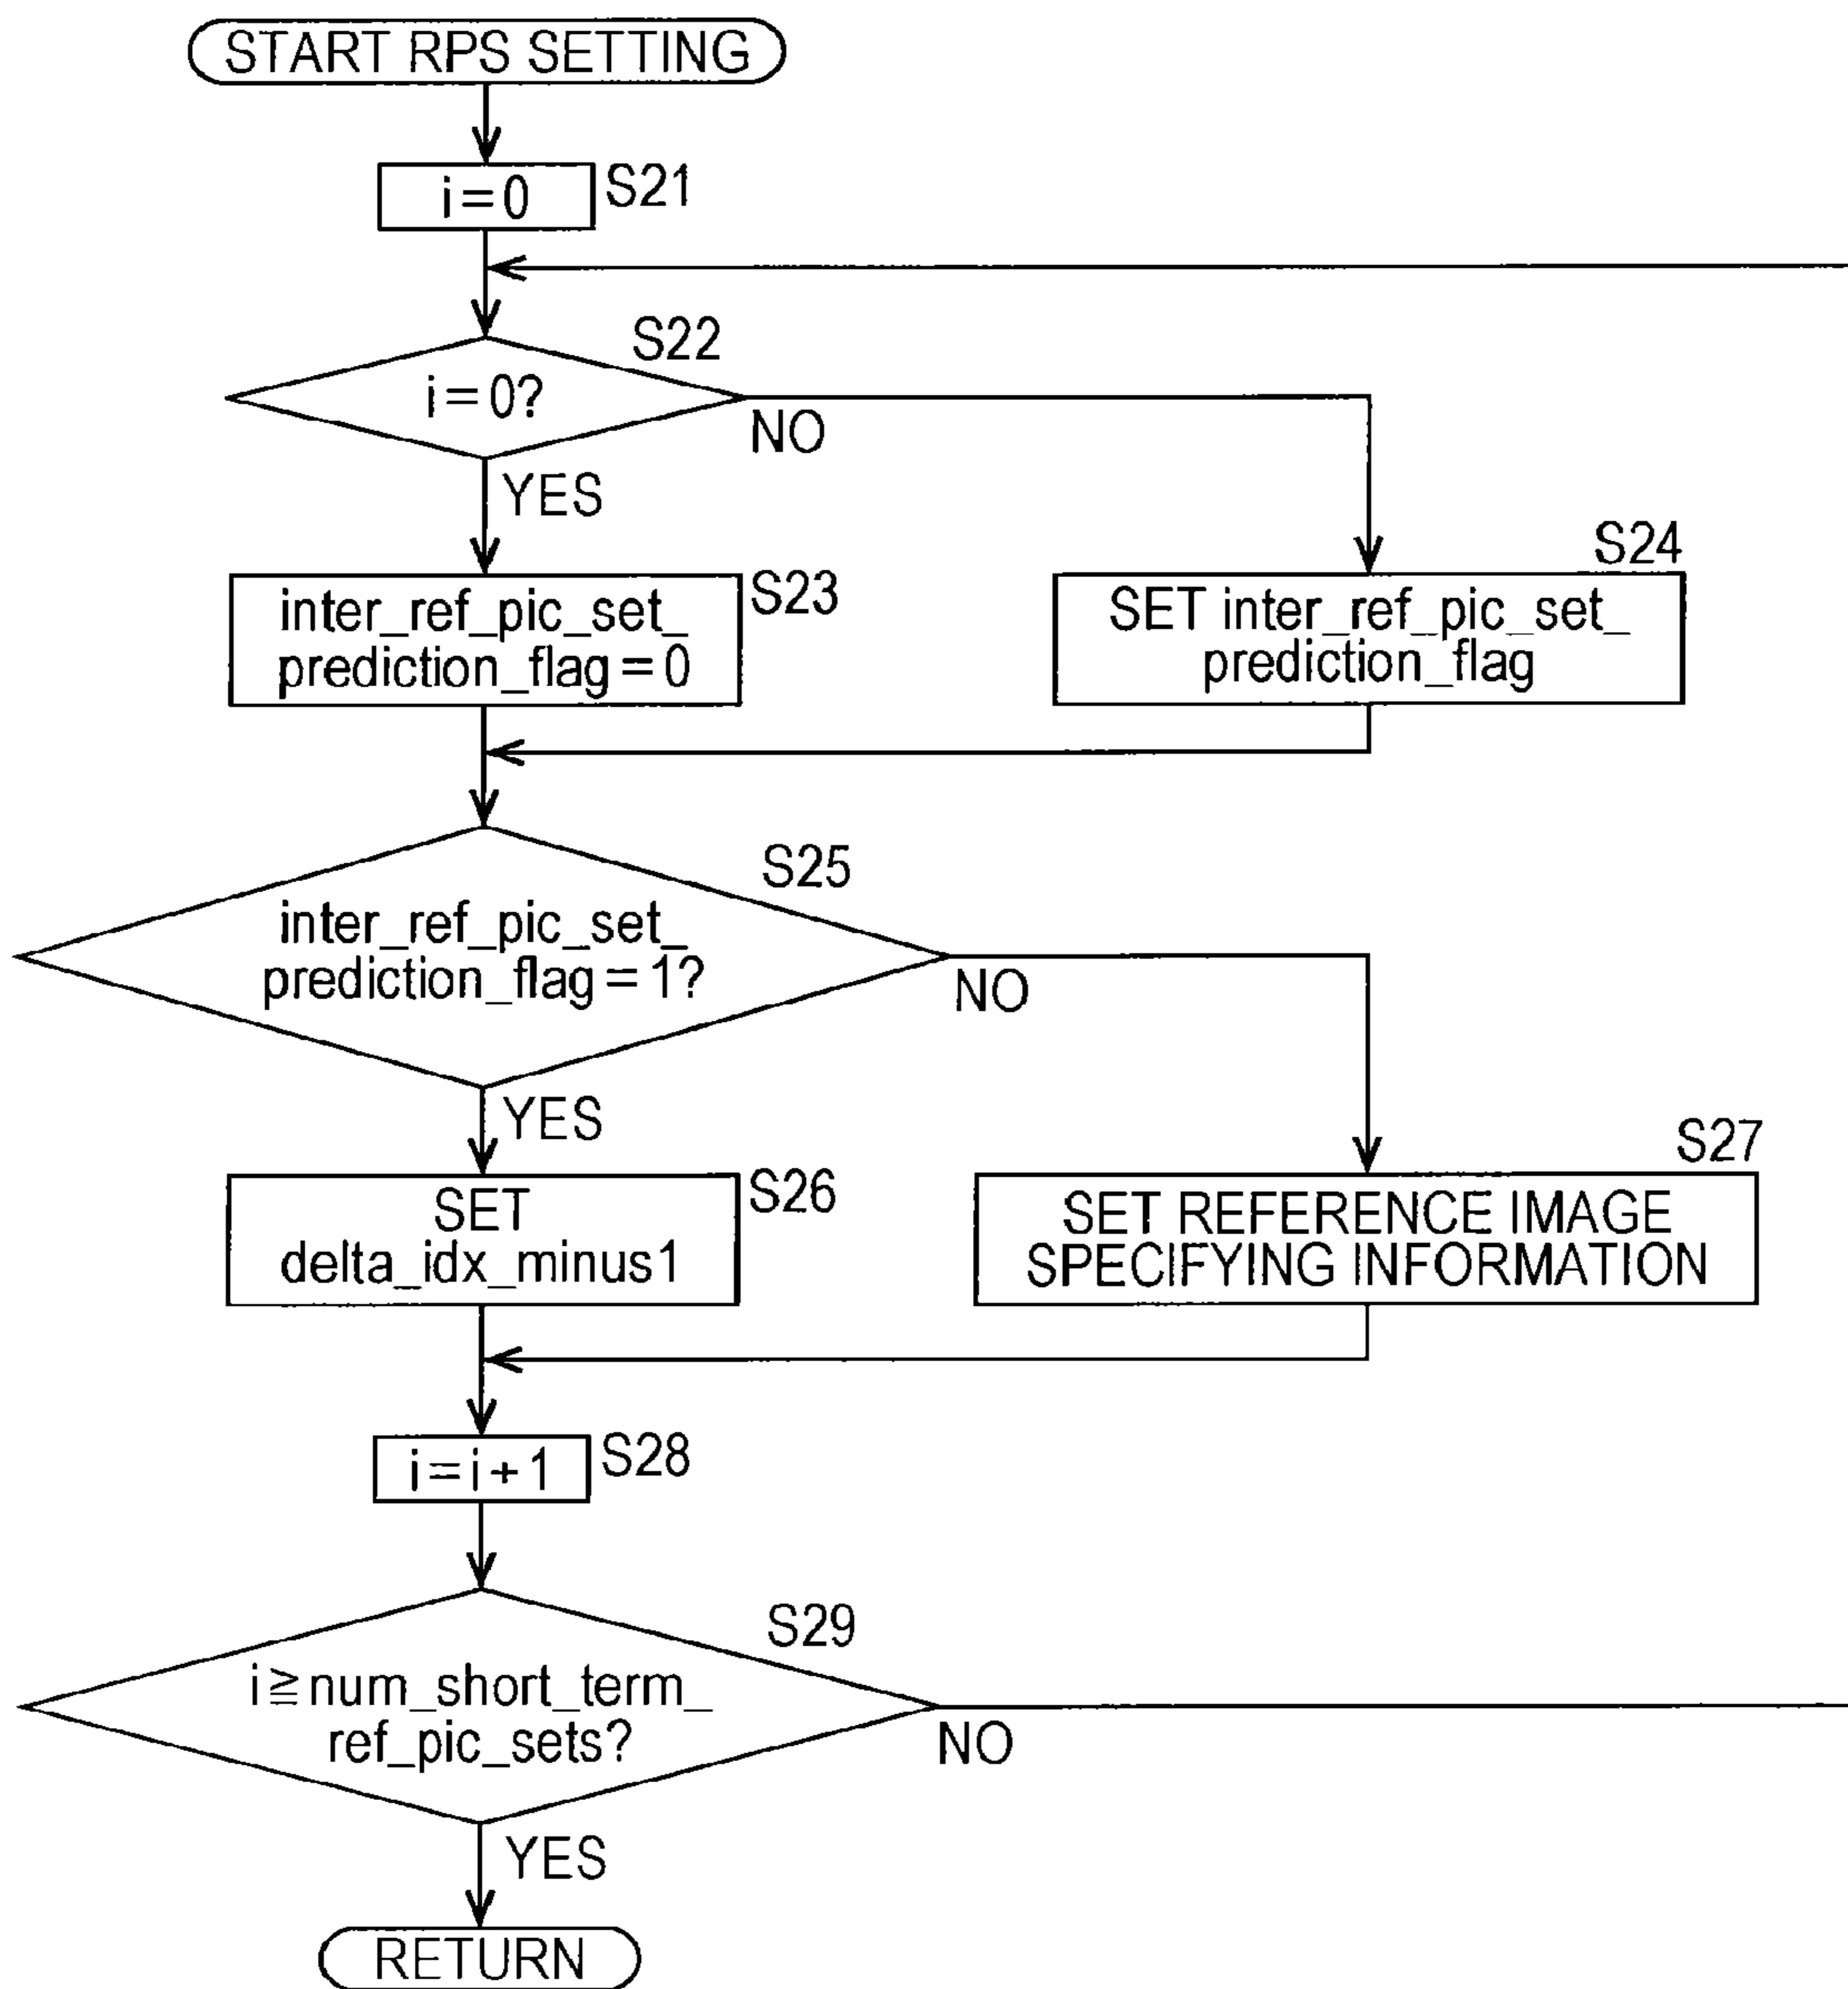 START RPS SETTING
i=0
S21
S22
i=0?
NO
YES
S23
inter_ref_pic_set_
prediction_flag=0
S24
SET inter_ref_pic_set_
prediction_flag
S25
inter_ref_pic_set_
prediction_flag=1?
NO
YES
S26
SET
delta_idx_minus1
S27
SET REFERENCE IMAGE
SPECIFYING INFORMATION
i=i+1
S28
S29
i≧num_short_term_
ref_pic_sets?
NO
YES
RETURN